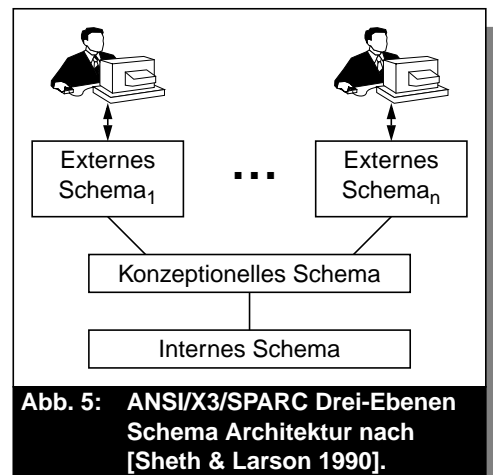 Externes
Schema1
...
Externes
Scheman
Konzeptionelles Schema
Internes Schema
Abb. 5: ANSI/X3/SPARC Drei-Ebenen
Schema Architektur nach
[Sheth & Larson 1990].